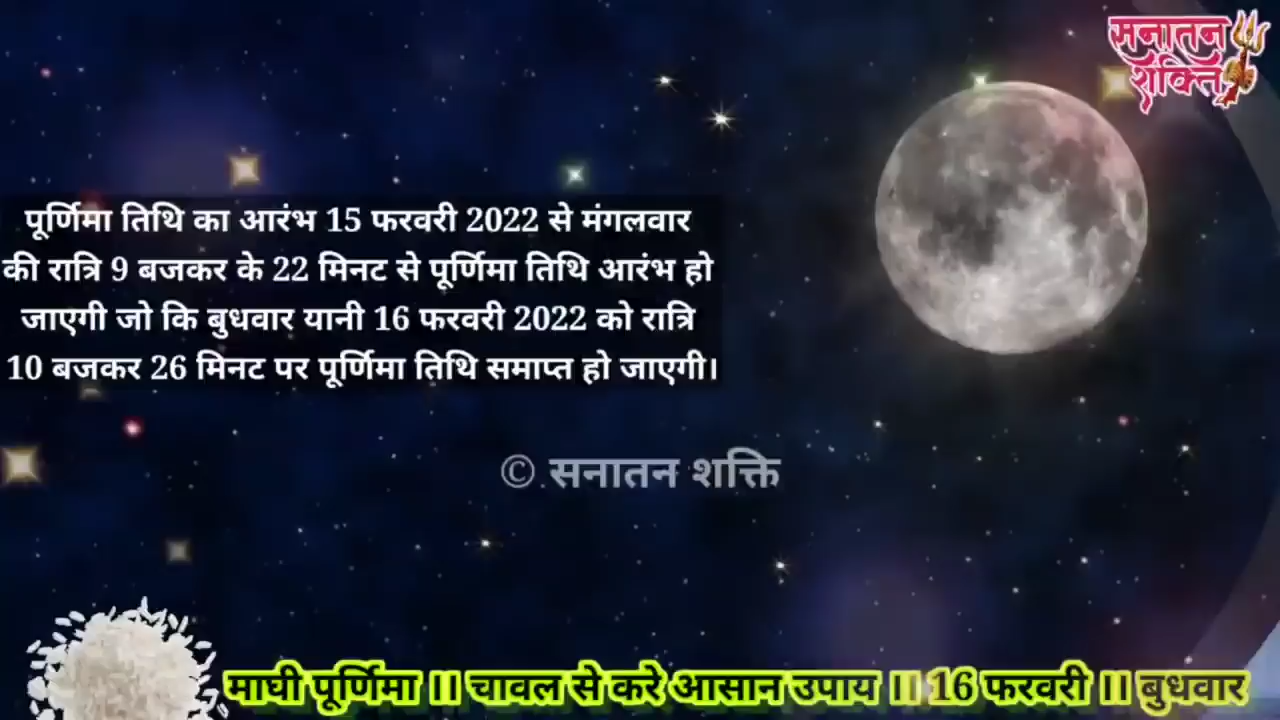 सनातन
शक्ति
पूर्णिमा तिथि का आरंभ 15 फरवरी 2022 से मंगलवार
की रात्रि 9 बजकर के 22 मिनट से पूर्णिमा तिथि आरंभ हो
जाएगी जो कि बुधवार यानी 16 फरवरी 2022 को रात्रि
10 बजकर 26 मिनट पर पूर्णिमा तिथि समाप्त हो जाएगी।
© सनातन शक्ति
माघी पूर्णिमा ।। चावल से करे आसान उपाय ।। 16 फरवरी ।। बुधवार